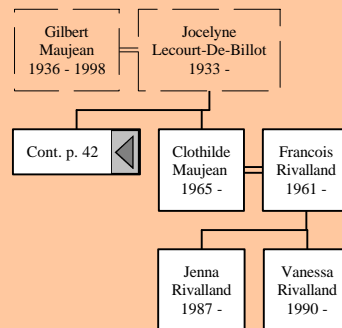 Gilbert
Maujean
1936 - 1998
Jocelyne
Lecourt-De-Billot
1933 -
Cont. p. 42
Clothilde
Maujean
1965 -
Francois
Rivalland
1961 -
Jenna
Rivalland
1987 -
Vanessa
Rivalland
1990 -